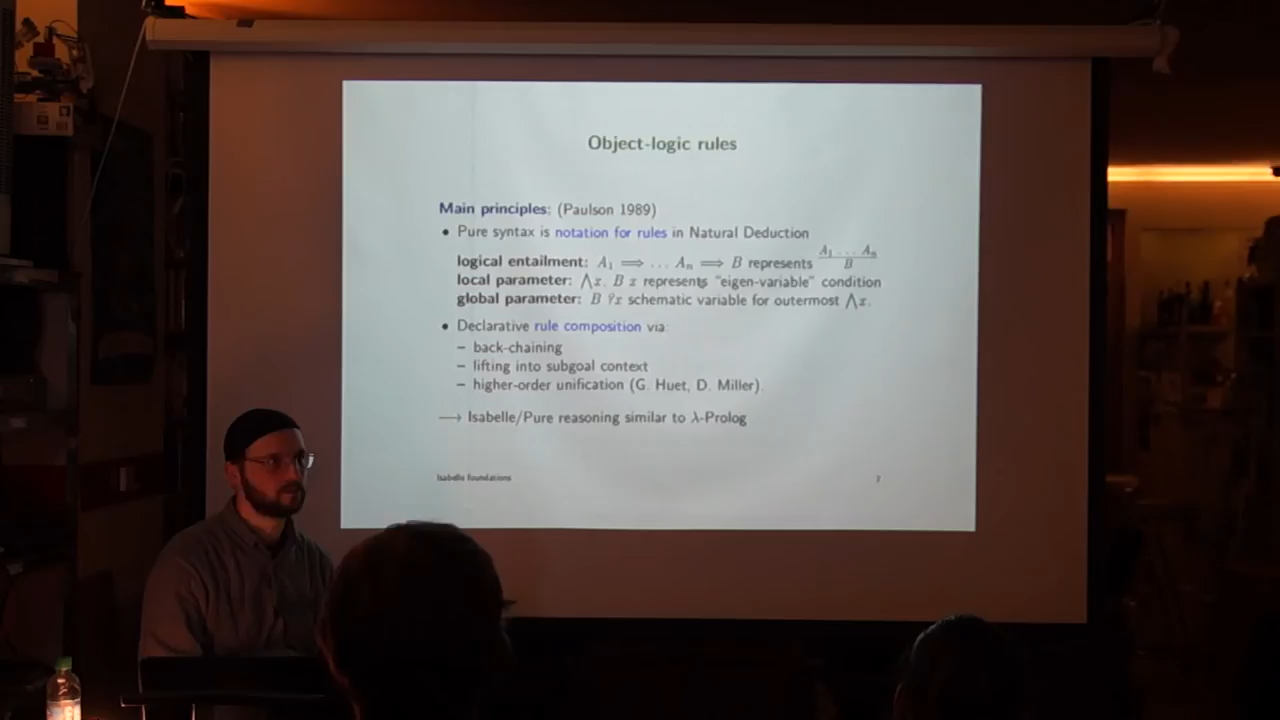 Object-logic rules
Main principles: (Paulson 1989)
• Pure syntax is notation for rules in Natural Deduction
logical entailment: A₁ ⟹ … Aₙ ⟹ B represents A₁ … Aₙ / B
local parameter: ⋀x. B x represents "eigen-variable" condition
global parameter: B ?x schematic variable for outermost ⋀x.
• Declarative rule composition via:
– back-chaining
– lifting into subgoal context
– higher-order unification (G. Huet, D. Miller).
⟶ Isabelle/Pure reasoning similar to λ-Prolog
Isabelle foundations 7